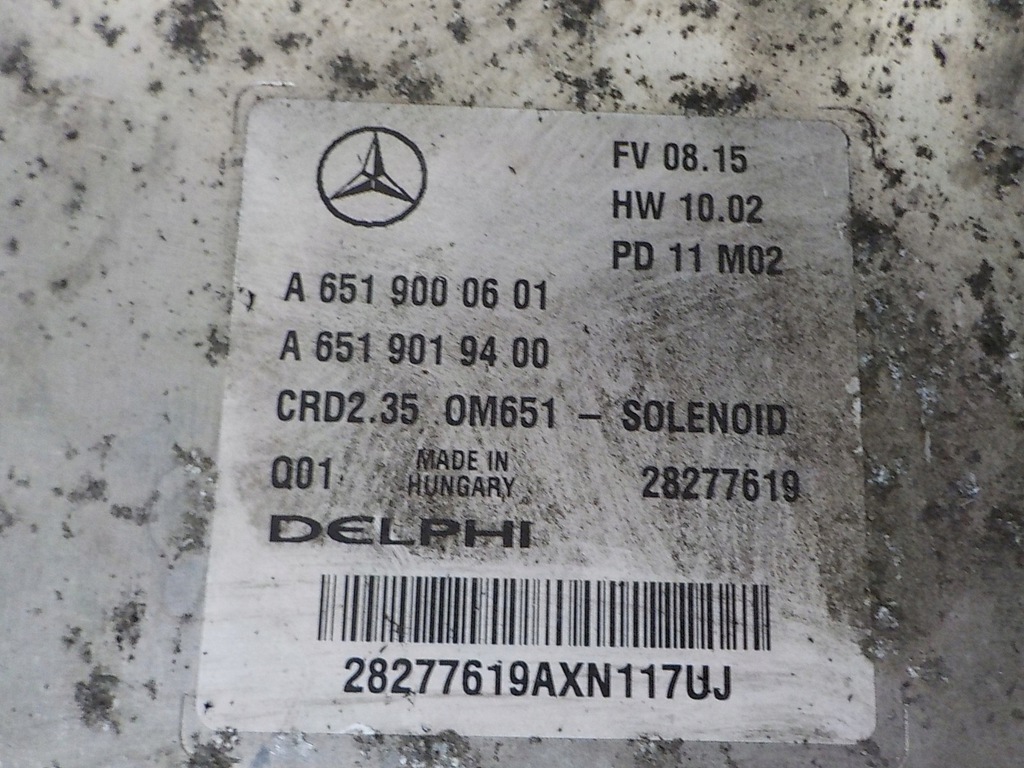 FV 08.15
HW 10.02
PD 11 M02
A 651 900 06 01
A 651 901 94 00
CRD2.35 OM651 – SOLENOID
Q01 MADE IN HUNGARY 28277619
DELPHI
28277619AXN117UJ